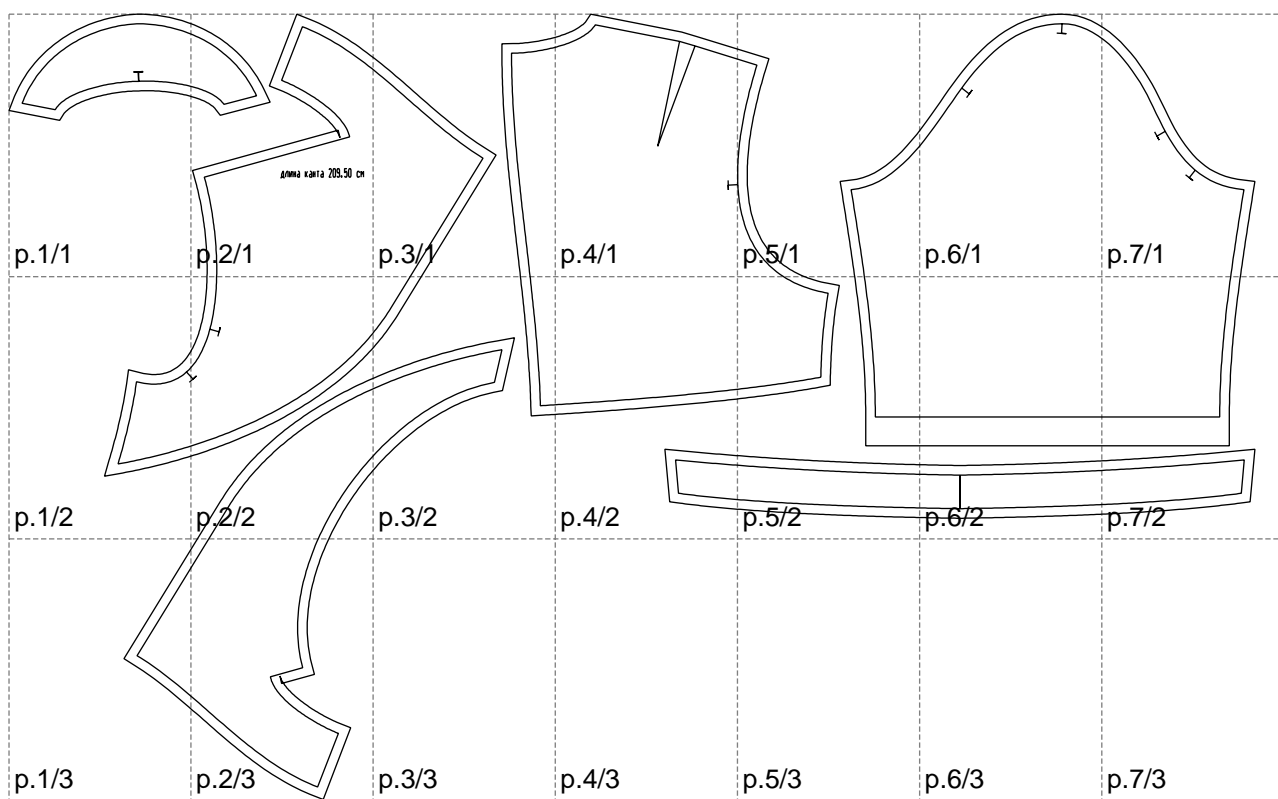 длина канта 209.50 см
p.1/1
p.2/1
p.3/1
p.4/1
p.5/1
p.6/1
p.7/1
p.1/2
p.2/2
p.3/2
p.4/2
p.5/2
p.6/2
p.7/2
p.1/3
p.2/3
p.3/3
p.4/3
p.5/3
p.6/3
p.7/3